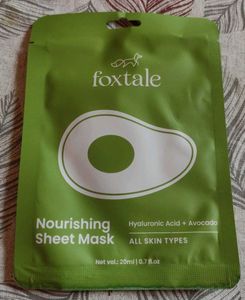 foxtale
Nourishing
Sheet Mask
Hyaluronic Acid + Avocado
ALL SKIN TYPES
Net vol.: 20ml | 0.7 fl.oz